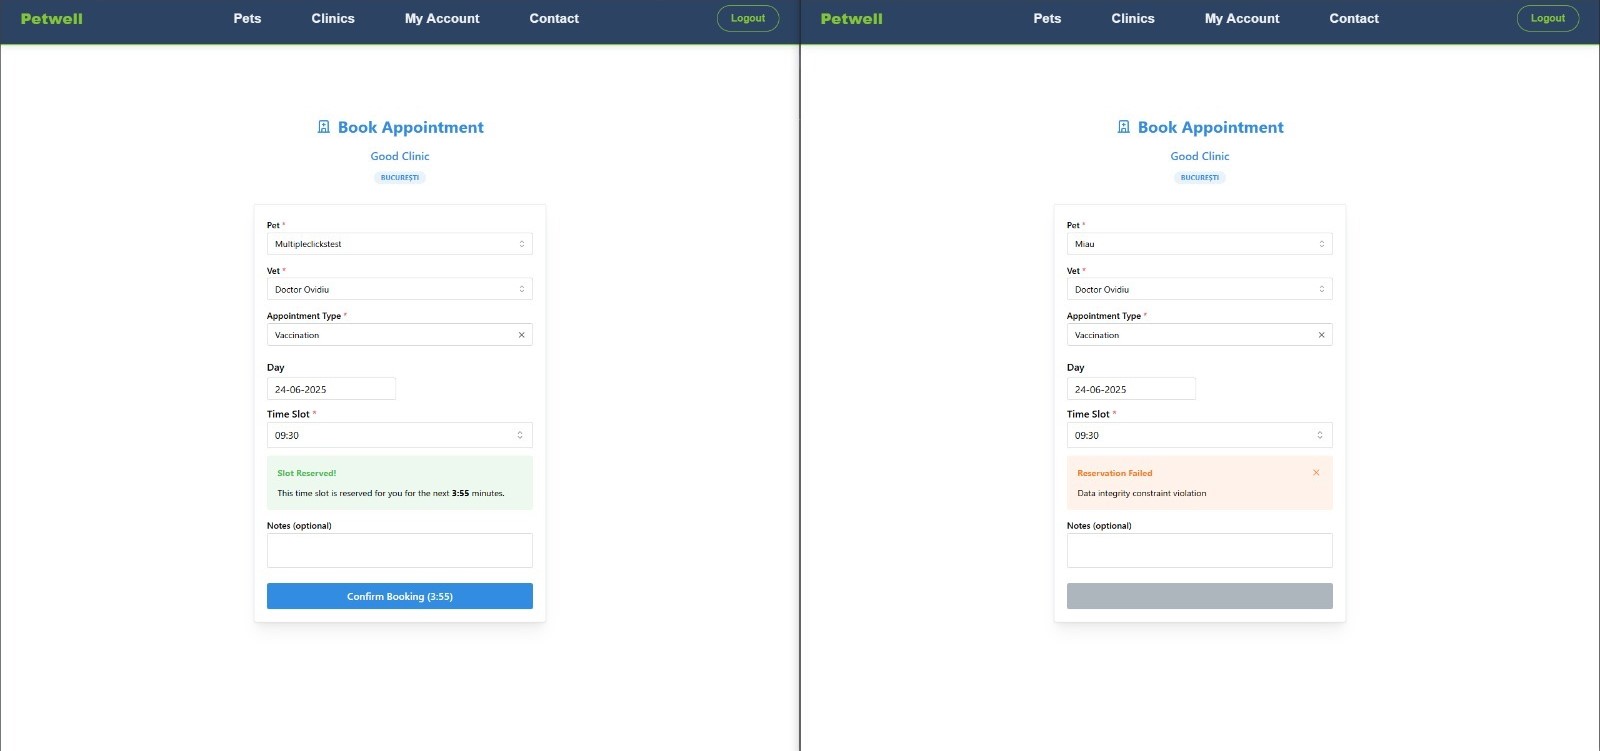 Petwell Pets Clinics My Account Contact Logout
Book Appointment
Good Clinic
BUCUREȘTI
Pet *
Multipleclickstest
Vet *
Doctor Ovidiu
Appointment Type *
Vaccination
Day
24-06-2025
Time Slot *
09:30
Slot Reserved!
This time slot is reserved for you for the next 3:55 minutes.
Notes (optional)
Confirm Booking (3:55)
Petwell Pets Clinics My Account Contact Logout
Book Appointment
Good Clinic
BUCUREȘTI
Pet *
Miau
Vet *
Doctor Ovidiu
Appointment Type *
Vaccination
Day
24-06-2025
Time Slot *
09:30
Reservation Failed
Data integrity constraint violation
Notes (optional)